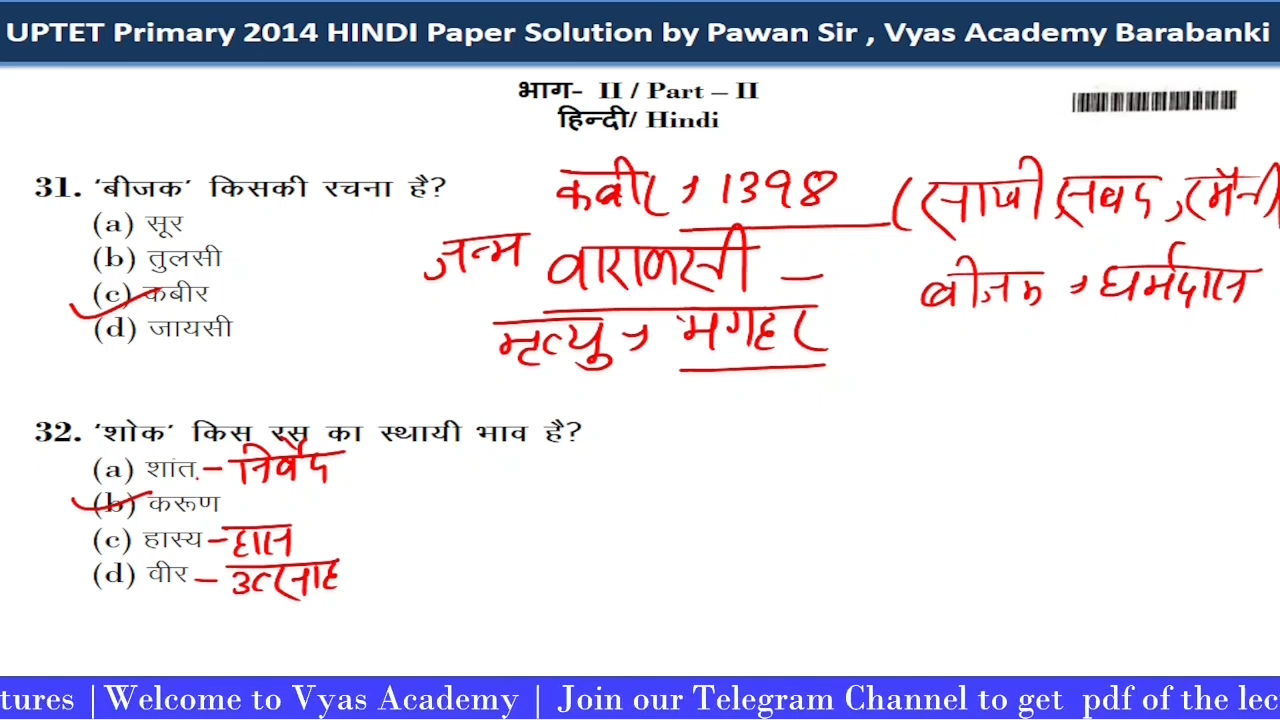 UPTET Primary 2014 HINDI Paper Solution by Pawan Sir , Vyas Academy Barabanki
भाग- II / Part – II
हिन्दी/ Hindi
31. 'बीजक' किसकी रचना है?
कबीर → 1398 (साखी, सबद, रमैनी
(a) सूर
जन्म वाराणसी –
(b) तुलसी
बीजक → धर्मदास
(c) कबीर
(d) जायसी
मृत्यु → मगहर
32. 'शोक' किस रस का स्थायी भाव है?
(a) शांत – निर्वेद
(b) करूण
(c) हास्य – हास
(d) वीर – उत्साह
tures | Welcome to Vyas Academy | Join our Telegram Channel to get pdf of the lec